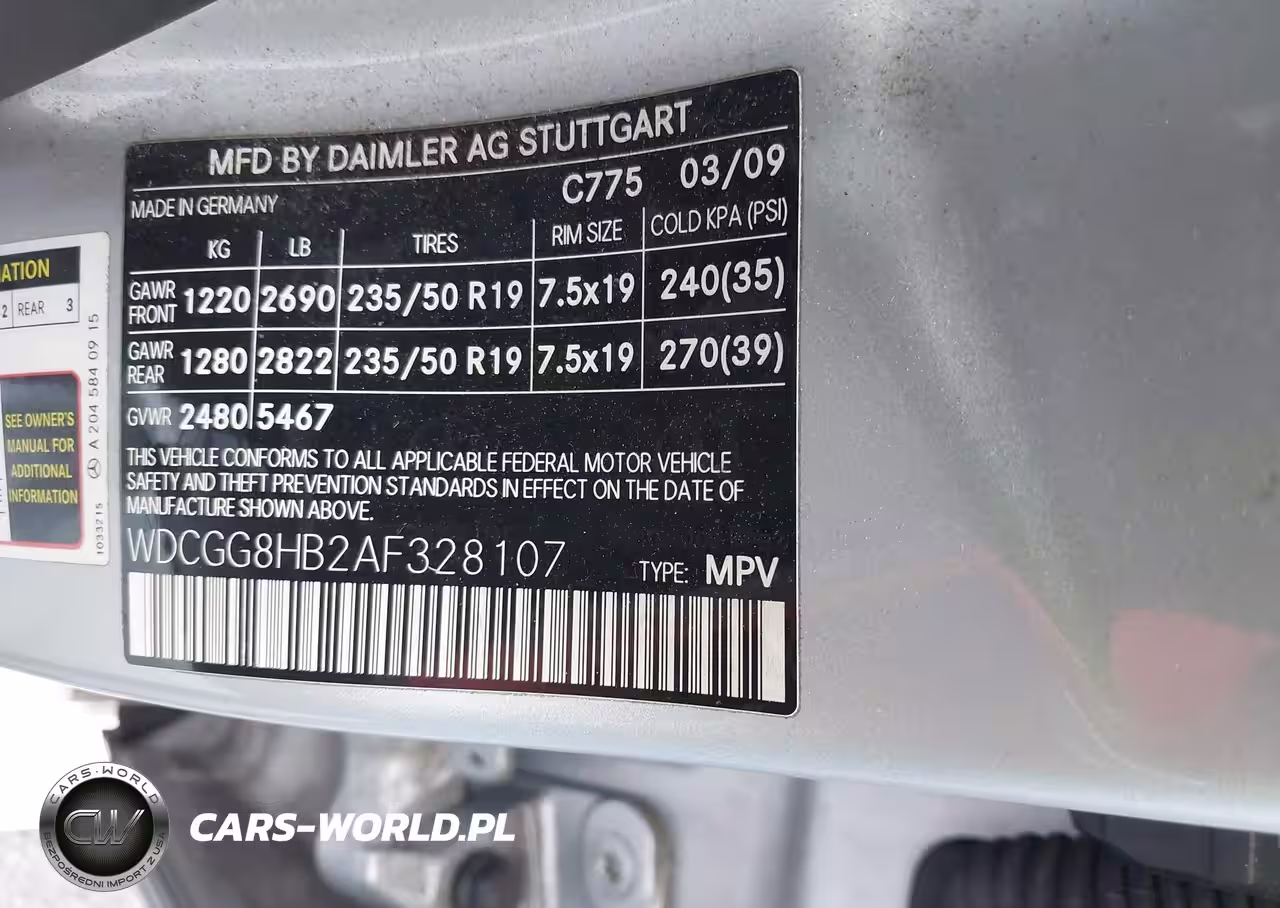 MFD BY DAIMLER AG STUTTGART
MADE IN GERMANY C775 03/09
KG LB TIRES RIM SIZE COLD KPA (PSI)
GAWR FRONT 1220 2690 235/50 R19 7.5x19 240(35)
GAWR REAR 1280 2822 235/50 R19 7.5x19 270(39)
GVWR 2480 5467
THIS VEHICLE CONFORMS TO ALL APPLICABLE FEDERAL MOTOR VEHICLE
SAFETY AND THEFT PREVENTION STANDARDS IN EFFECT ON THE DATE OF
MANUFACTURE SHOWN ABOVE.
WDCGG8HB2AF328107 TYPE: MPV
REAR 3
SEE OWNER'S
MANUAL FOR
ADDITIONAL
INFORMATION
A 204 584 09 15
1033215
CARS-WORLD
CW
BEZPOŚREDNI IMPORT Z USA
CARS-WORLD.PL